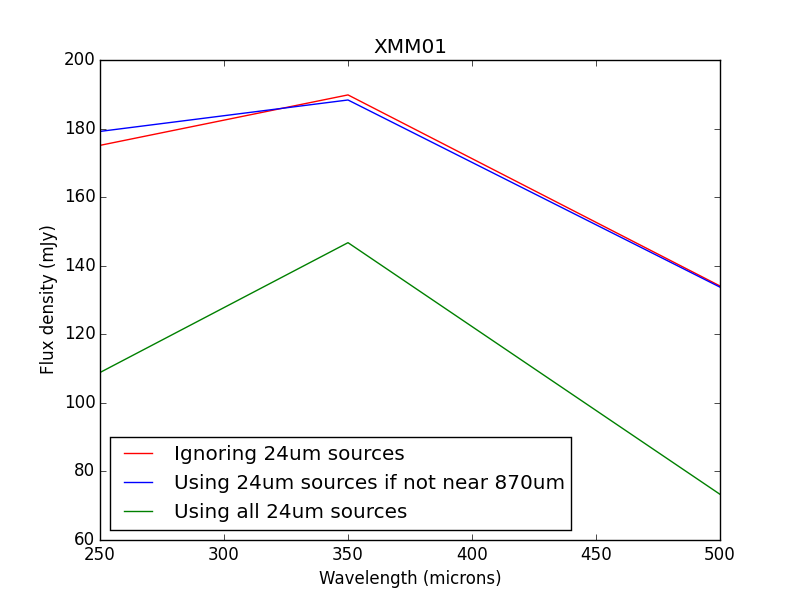 XMM01
200
180
160
140
120
100
80
60
Flux density (mJy)
Ignoring 24um sources
Using 24um sources if not near 870um
Using all 24um sources
250
300
350
400
450
500
Wavelength (microns)